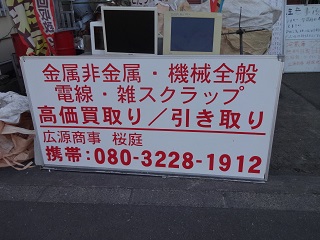 金属非金属・機械全般
電線・雑スクラップ
高価買取り／引き取り
広源商事 桜庭
携帯:080-3228-1912